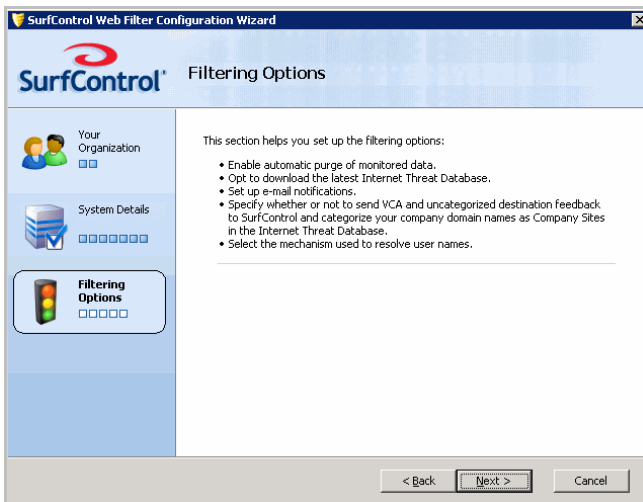 SurfControl Web Filter Configuration Wizard
SurfControl
Filtering Options
Your
Organization
System Details
Filtering
Options
This section helps you set up the filtering options:
• Enable automatic purge of monitored data.
• Opt to download the latest Internet Threat Database.
• Set up e-mail notifications.
• Specify whether or not to send VCA and uncategorized destination feedback
to SurfControl and categorize your company domain names as Company Sites
in the Internet Threat Database.
• Select the mechanism used to resolve user names.
< Back
Next >
Cancel